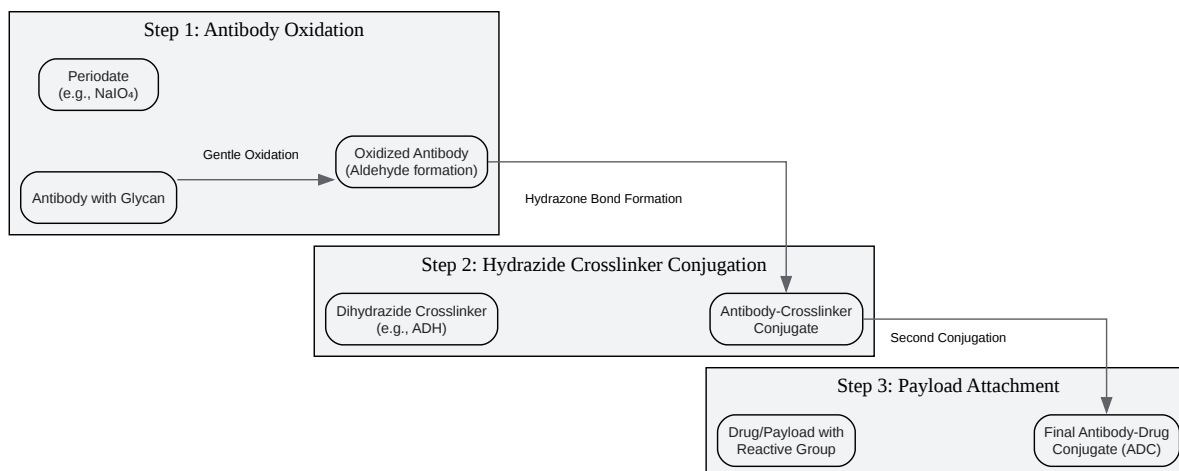 Step 1: Antibody Oxidation
Periodate
(e.g., NaIO₄)
Gentle Oxidation
Oxidized Antibody
(Aldehyde formation)
Antibody with Glycan
Hydrazone Bond Formation
Step 2: Hydrazide Crosslinker Conjugation
Dihydrazide Crosslinker
(e.g., ADH)
Antibody-Crosslinker
Conjugate
Second Conjugation
Step 3: Payload Attachment
Drug/Payload with
Reactive Group
Final Antibody-Drug
Conjugate (ADC)